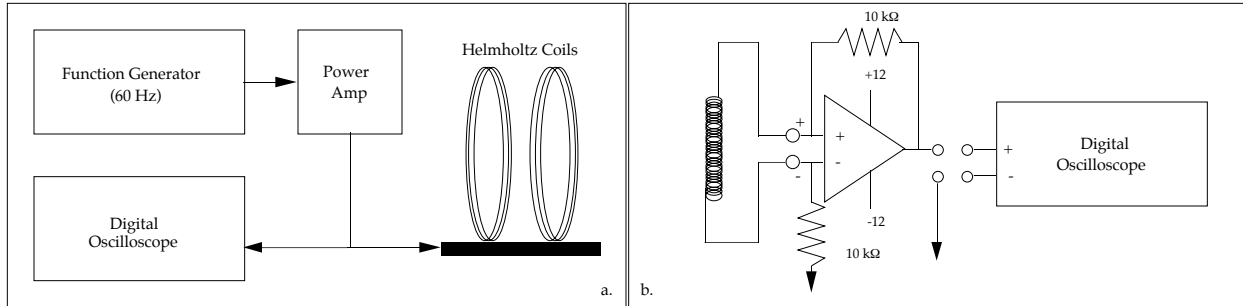 Function Generator
(60 Hz)
Power
Amp
Helmholtz Coils
Digital
Oscilloscope
a.
10 kΩ
+12
+
+
-
-
-12
10 kΩ
+
-
Digital
Oscilloscope
b.